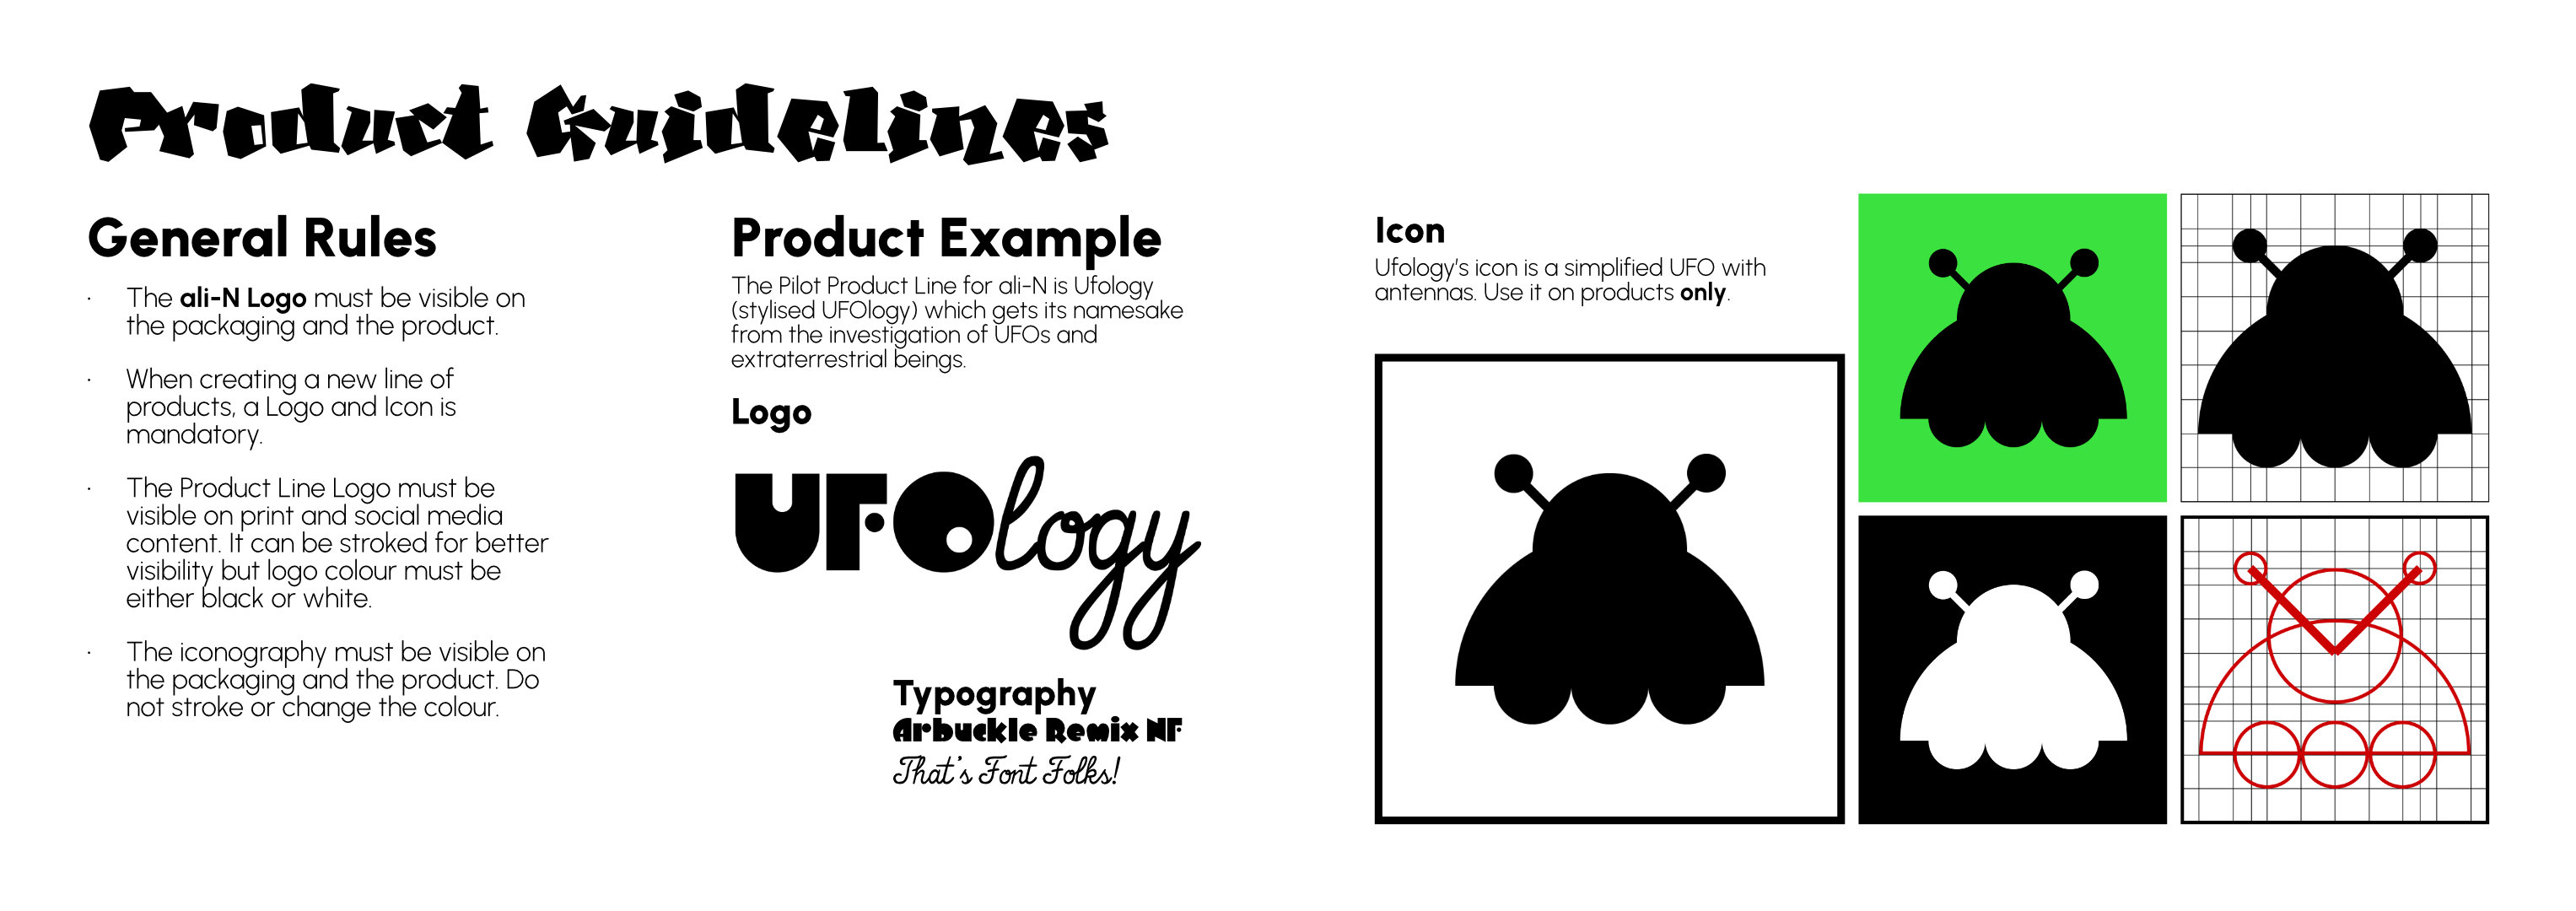 Product Guidelines
General Rules
· The ali-N Logo must be visible on
the packaging and the product.
· When creating a new line of
products, a Logo and Icon is
mandatory.
· The Product Line Logo must be
visible on print and social media
content. It can be stroked for better
visibility but logo colour must be
either black or white.
· The iconography must be visible on
the packaging and the product. Do
not stroke or change the colour.
Product Example
The Pilot Product Line for ali-N is Ufology
(stylised UFOlogy) which gets its namesake
from the investigation of UFOs and
extraterrestrial beings.
Logo
UFOlogy
Typography
Arbuckle Remix NF
That's Font Folks!
Icon
Ufology's icon is a simplified UFO with
antennas. Use it on products only.